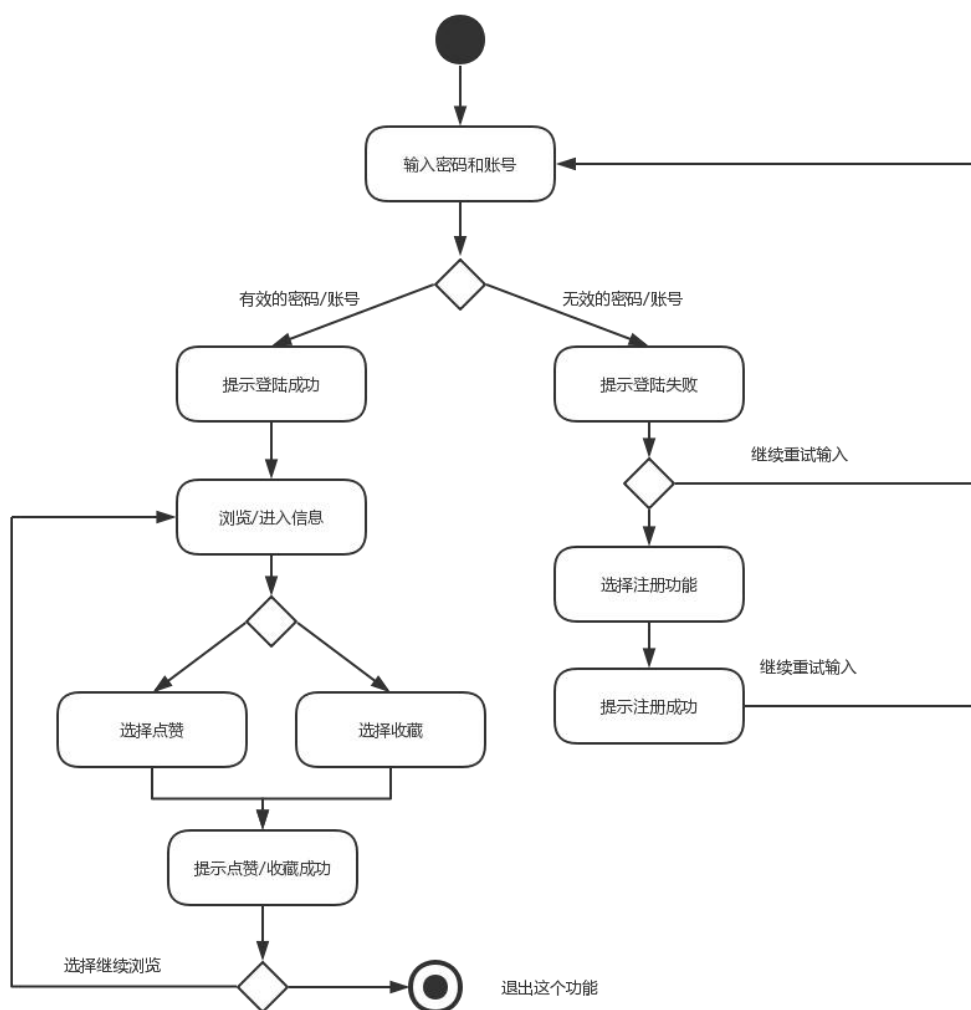 输入密码和账号
有效的密码/账号
无效的密码/账号
提示登陆成功
提示登陆失败
继续重试输入
浏览/进入信息
选择注册功能
继续重试输入
选择点赞
选择收藏
提示注册成功
提示点赞/收藏成功
选择继续浏览
退出这个功能